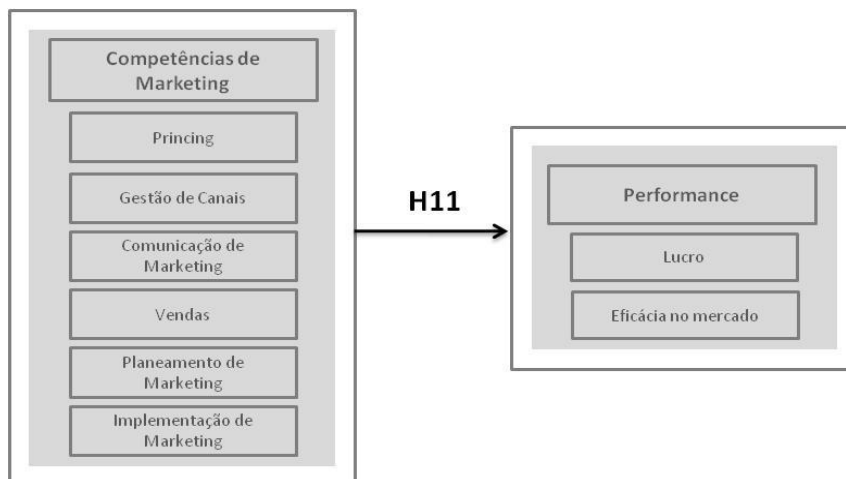 Competências de
Marketing
Princing
Gestão de Canais
Comunicação de
Marketing
Vendas
Planeamento de
Marketing
Implementação de
Marketing
H11
Performance
Lucro
Eficácia no mercado